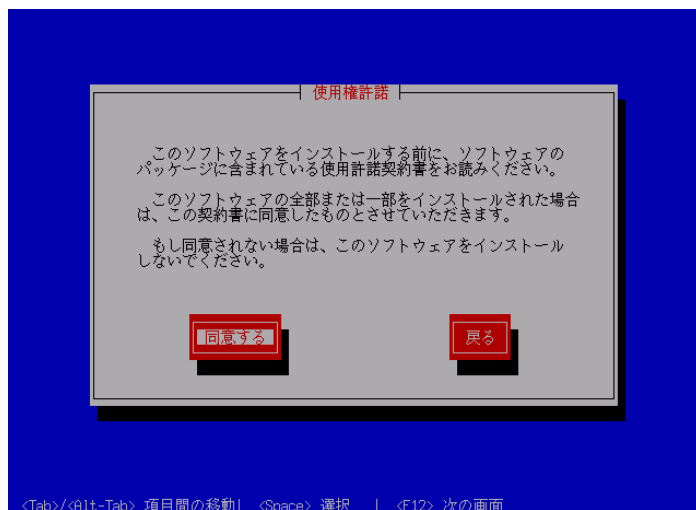 使用権許諾
このソフトウェアをインストールする前に、ソフトウェアの
パッケージに含まれている使用許諾契約書をお読みください。
このソフトウェアの全部または一部をインストールされた場合
は、この契約書に同意したものとさせていただきます。
もし同意されない場合は、このソフトウェアをインストール
しないでください。
同意する
戻る
<Tab>/<Alt-Tab> 項目間の移動| <Space> 選択 | <F12> 次の画面